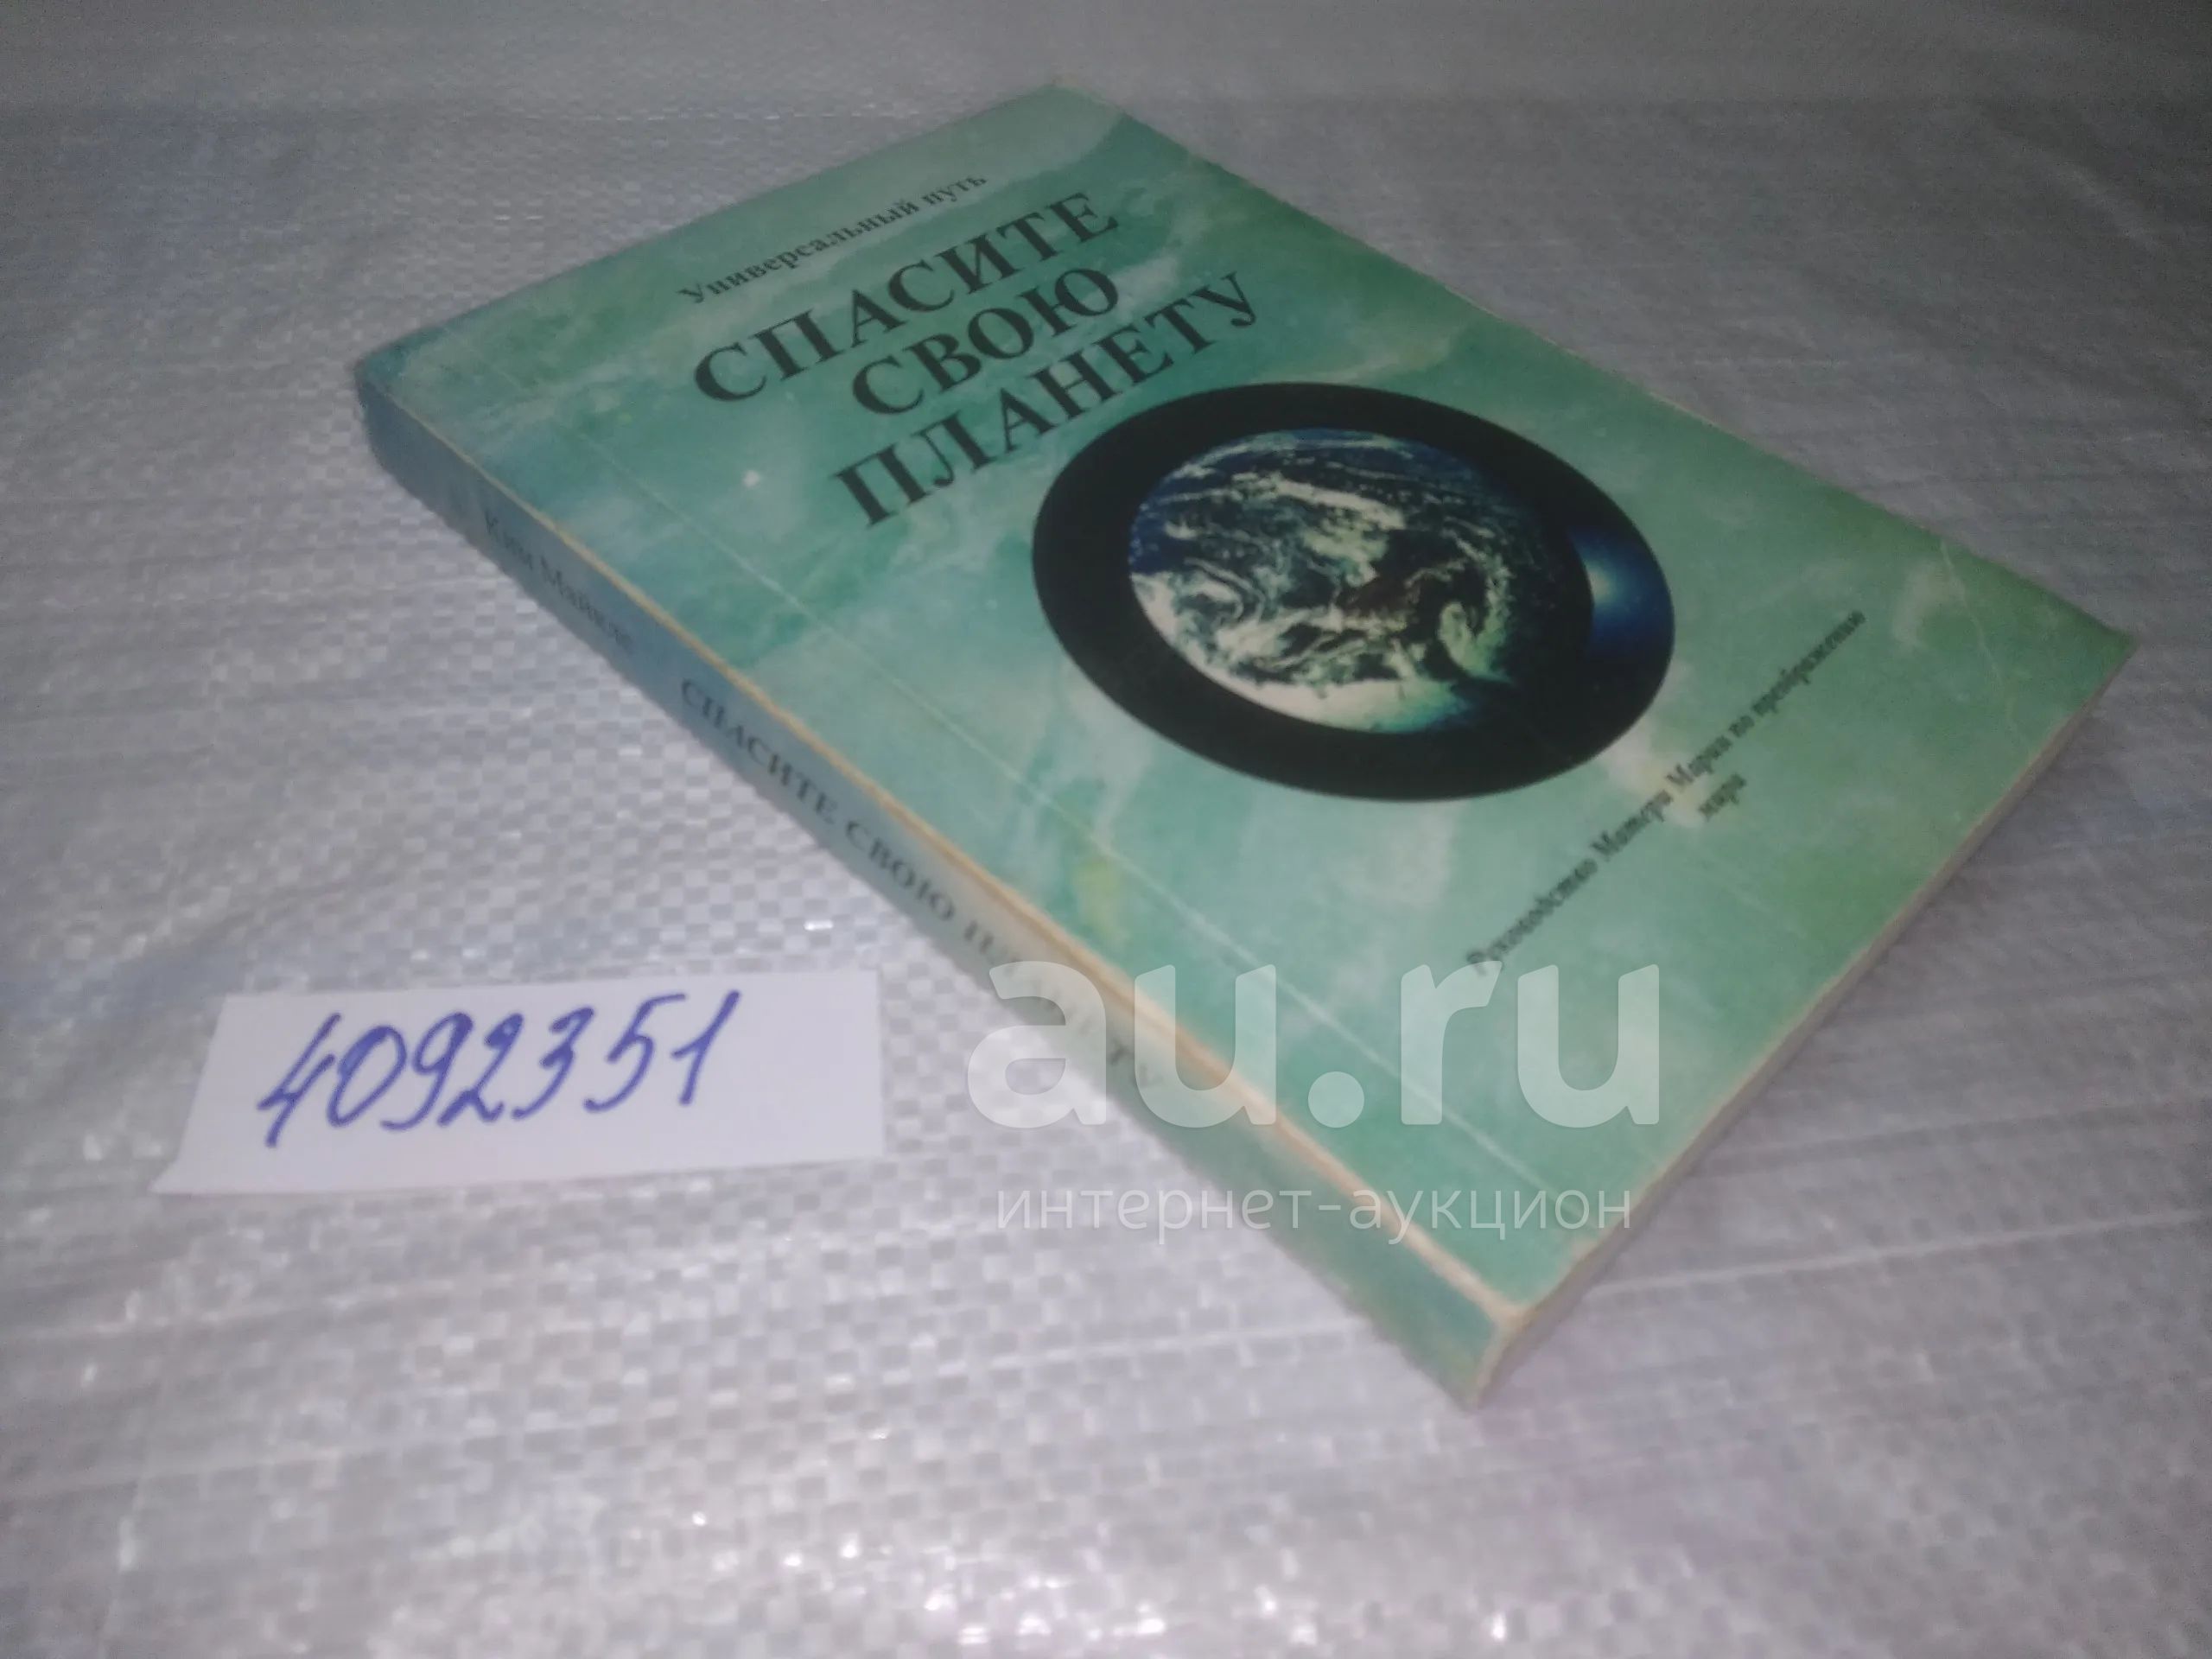 Универсальный путь
СПАСИТЕ
СВОЮ
ПЛАНЕТУ
Руководство Матери Марии по преображению
мира
Ким Майклс СПАСИТЕ СВОЮ ПЛАНЕТУ
4092351
au.ru
интернет-аукцион